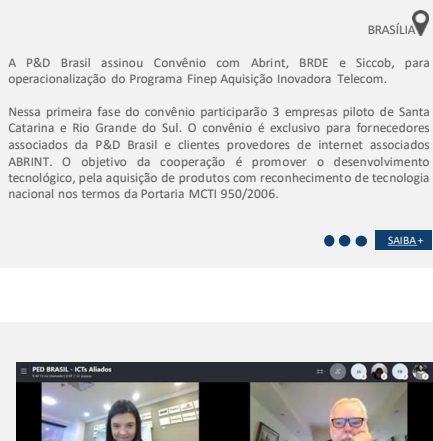 BRASÍLIA
A P&D Brasil assinou Convênio com Abrint, BRDE e Siccob, para
operacionalização do Programa Finep Aquisição Inovadora Telecom.
Nessa primeira fase do convênio participarão 3 empresas piloto de Santa
Catarina e Rio Grande do Sul. O convênio é exclusivo para fornecedores
associados da P&D Brasil e clientes provedores de internet associados
ABRINT. O objetivo da cooperação é promover o desenvolvimento
tecnológico, pela aquisição de produtos com reconhecimento de tecnologia
nacional nos termos da Portaria MCTI 950/2006.
SAIBA +
PED BRASIL - ICTs Aliados